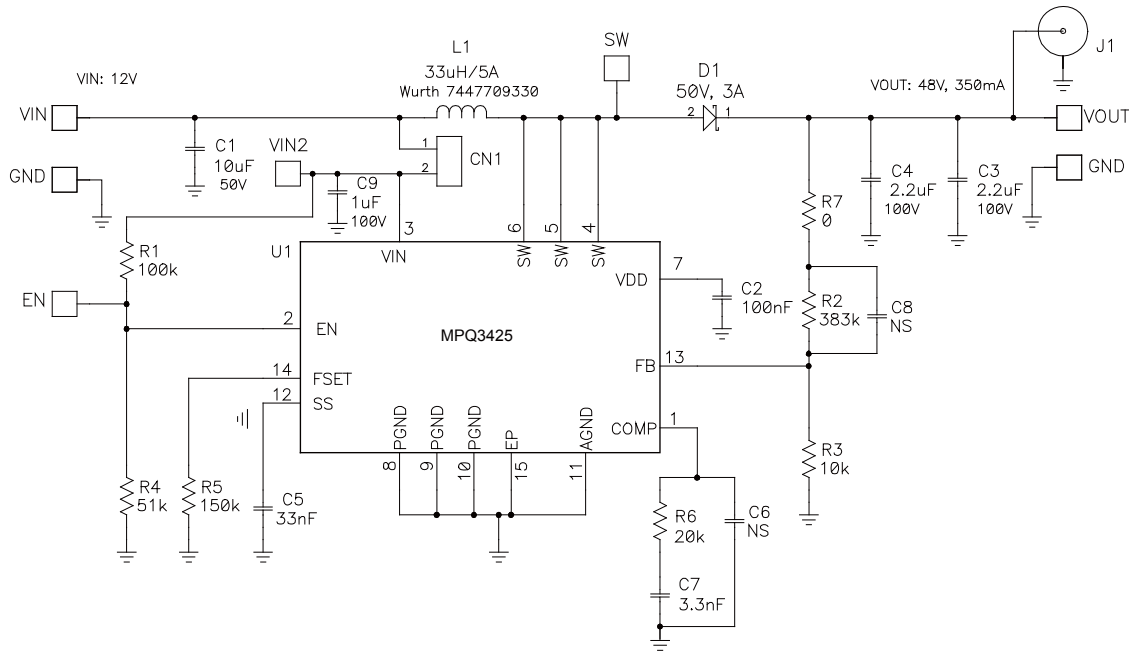 SW
J1
L1
33uH/5A
Wurth 7447709330
D1
50V, 3A
2
1
VIN: 12V
VOUT: 48V, 350mA
VIN
VOUT
GND
GND
C1
10uF
50V
VIN2
1
2
CN1
C9
1uF
100V
C4
2.2uF
100V
C3
2.2uF
100V
R7
0
3
6
5
4
U1
VIN
SW
SW
SW
R1
100k
EN
VDD
7
C2
100nF
R2
383k
C8
NS
2
EN
MPQ3425
FB
13
14
FSET
12
SS
COMP
1
PGND
PGND
PGND
EP
AGND
8
9
10
15
11
R3
10k
R4
51k
R5
150k
C5
33nF
R6
20k
C6
NS
C7
3.3nF